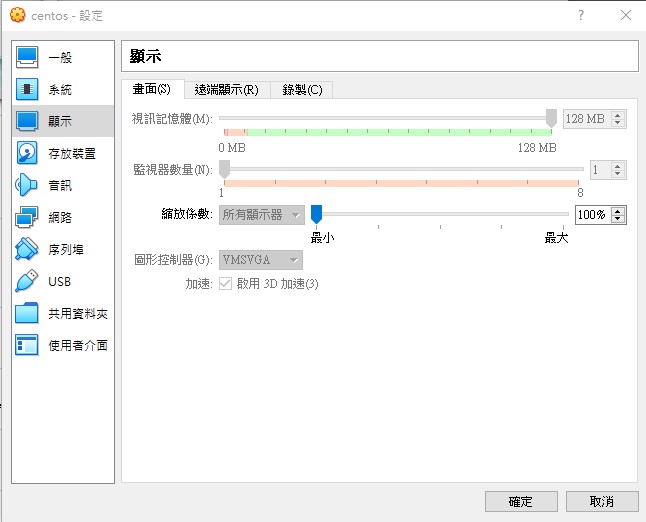 centos - 設定
?
一般
系統
顯示
存放裝置
音訊
網路
序列埠
USB
共用資料夾
使用者介面
顯示
畫面(S)
遠端顯示(R)
錄製(C)
視訊記憶體(M):
128 MB
0 MB
128 MB
監視器數量(N):
1
1
8
縮放係數:
所有顯示器
100%
最小
最大
圖形控制器(G):
VMSVGA
加速:
啟用 3D 加速(3)
確定
取消